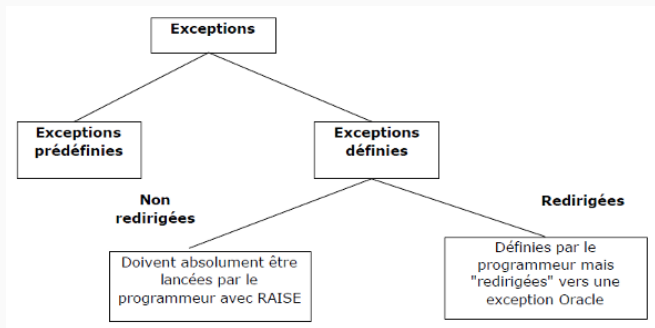 Exceptions
Exceptions
prédéfinies
Exceptions
définies
Non
redirigées
Redirigées
Doivent absolument être
lancées par le
programmeur avec RAISE
Définies par le
programmeur mais
"redirigées" vers une
exception Oracle